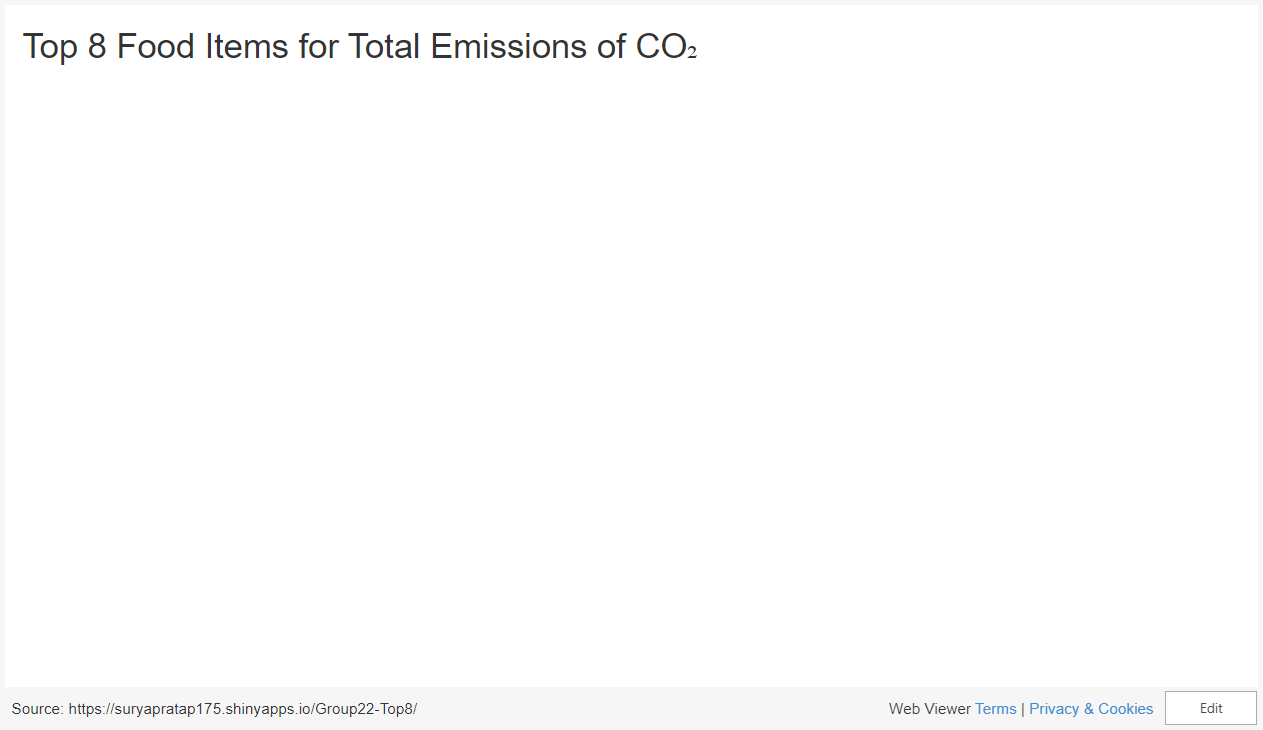 Top 8 Food Items for Total Emissions of CO₂
Source: https://suryapratap175.shinyapps.io/Group22-Top8/
Web Viewer Terms | Privacy & Cookies
Edit